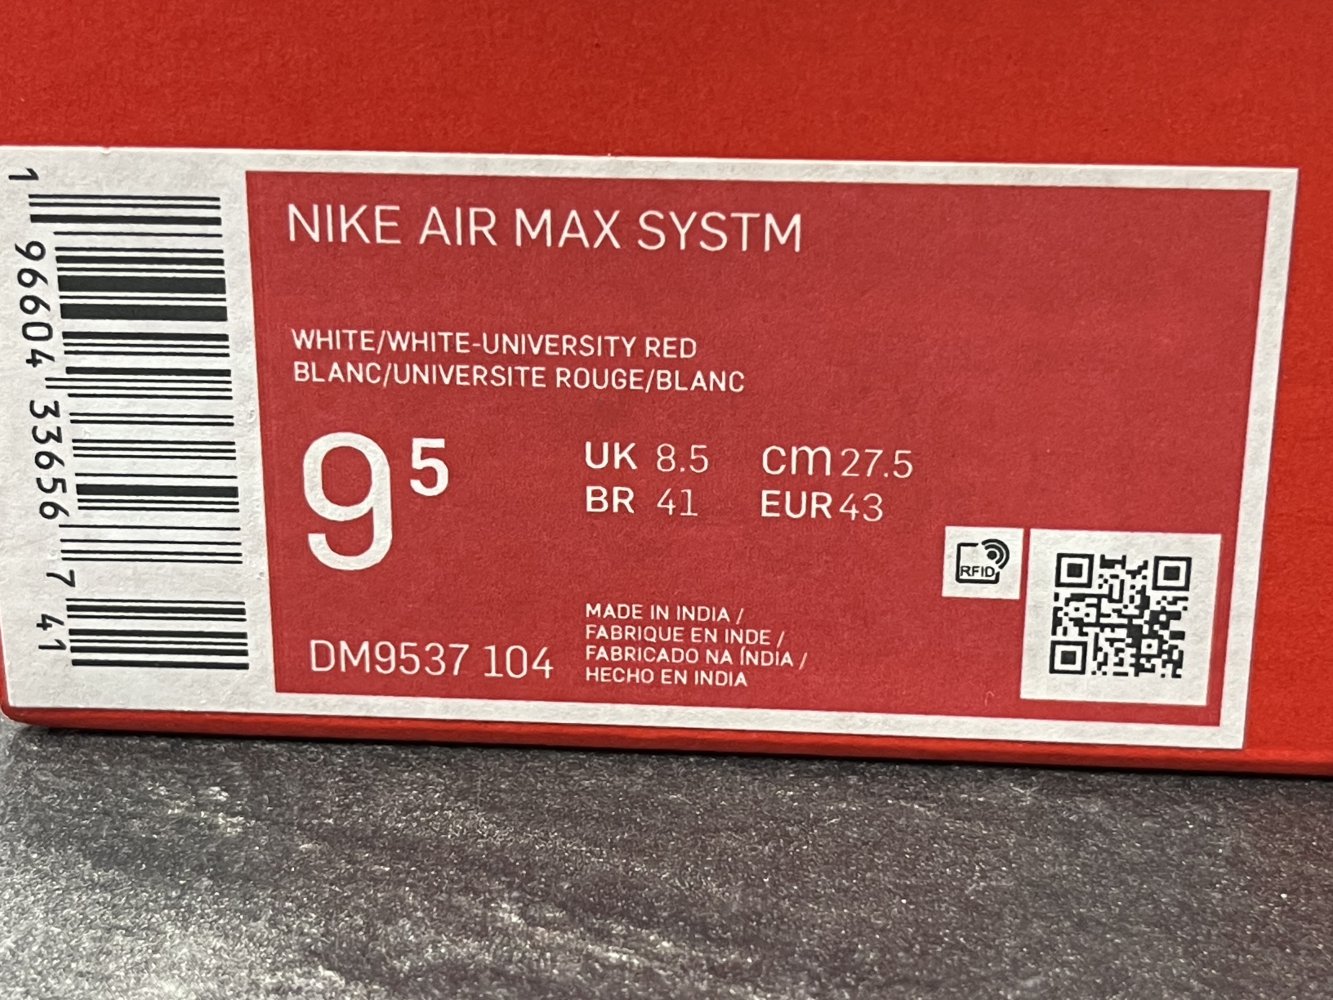 1 96604 33656 7 41
NIKE AIR MAX SYSTM
WHITE/WHITE-UNIVERSITY RED
BLANC/UNIVERSITE ROUGE/BLANC
9 5
UK 8.5 cm 27.5
BR 41 EUR 43
RFID
DM9537 104
MADE IN INDIA /
FABRIQUE EN INDE /
FABRICADO NA ÍNDIA /
HECHO EN INDIA